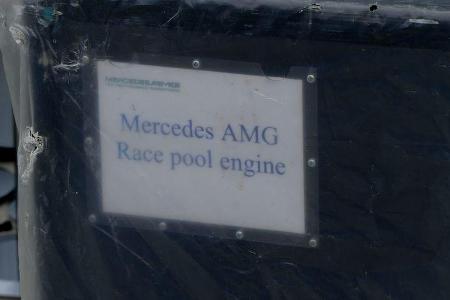 Mercedes AMG
Race pool engine